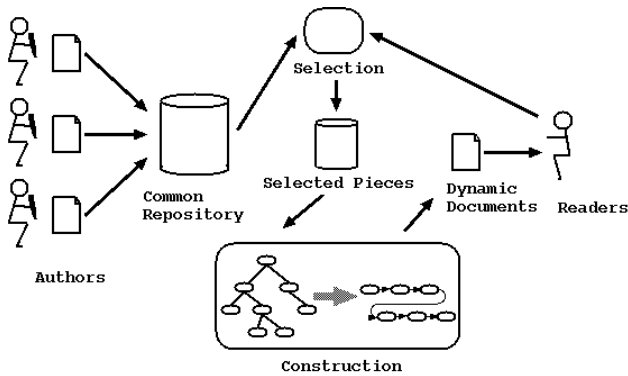 Selection
Common
Repository
Selected Pieces
Dynamic
Documents
Readers
Authors
Construction